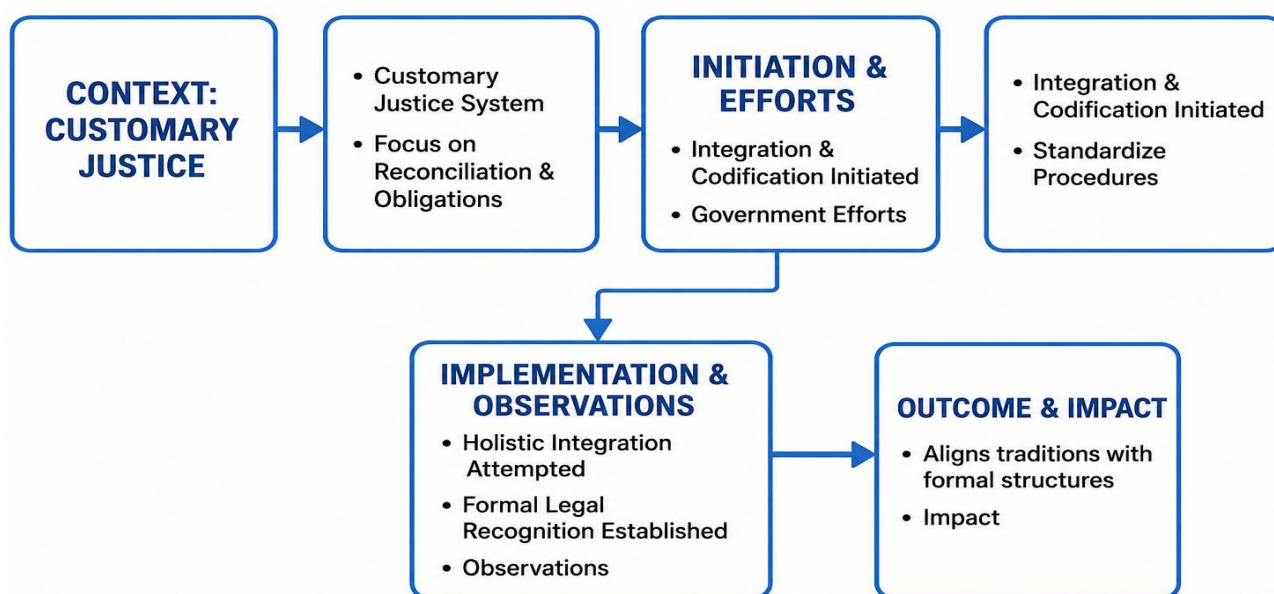 CONTEXT:
CUSTOMARY
JUSTICE
• Customary
Justice System
• Focus on
Reconciliation &
Obligations
INITIATION &
EFFORTS
• Integration &
Codification Initiated
• Government Efforts
• Integration &
Codification Initiated
• Standardize
Procedures
IMPLEMENTATION &
OBSERVATIONS
• Holistic Integration
Attempted
• Formal Legal
Recognition Established
• Observations
OUTCOME & IMPACT
• Aligns traditions with
formal structures
• Impact